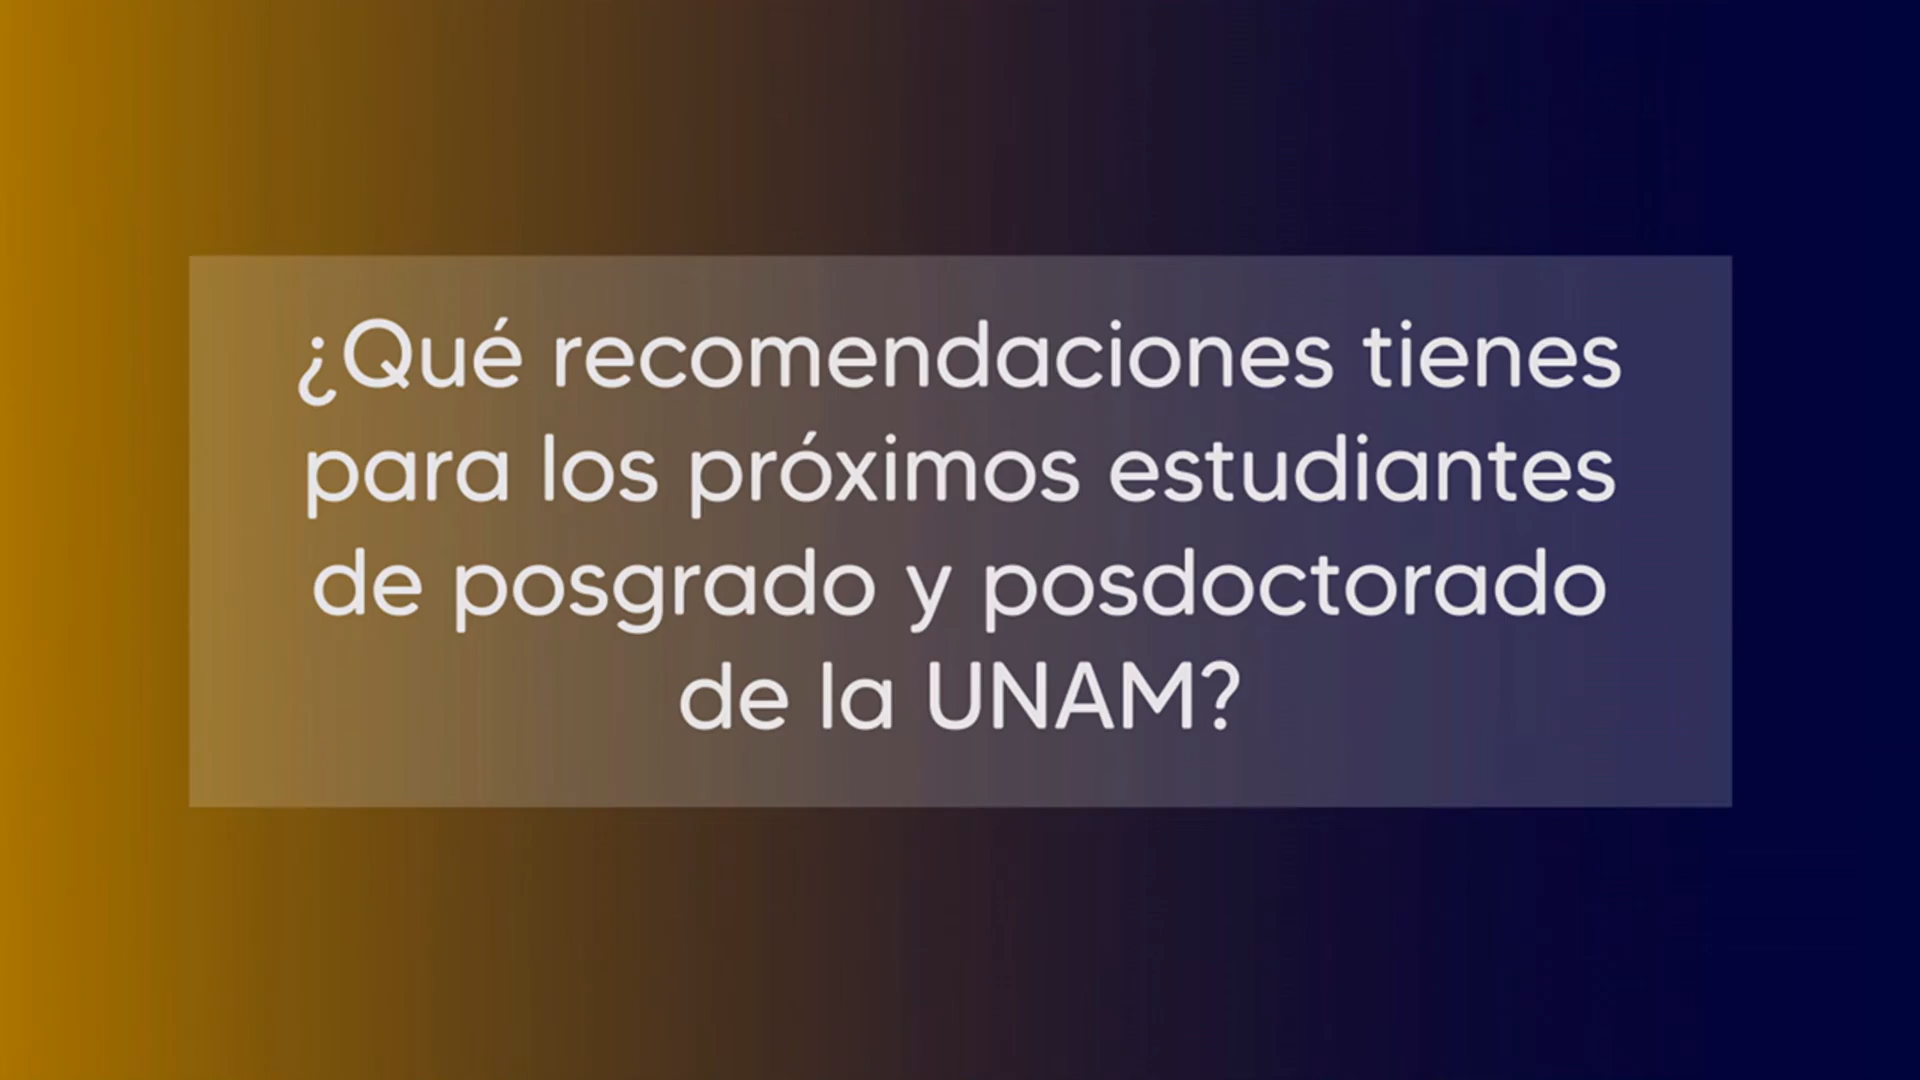 ¿Qué recomendaciones tienes
para los próximos estudiantes
de posgrado y posdoctorado
de la UNAM?